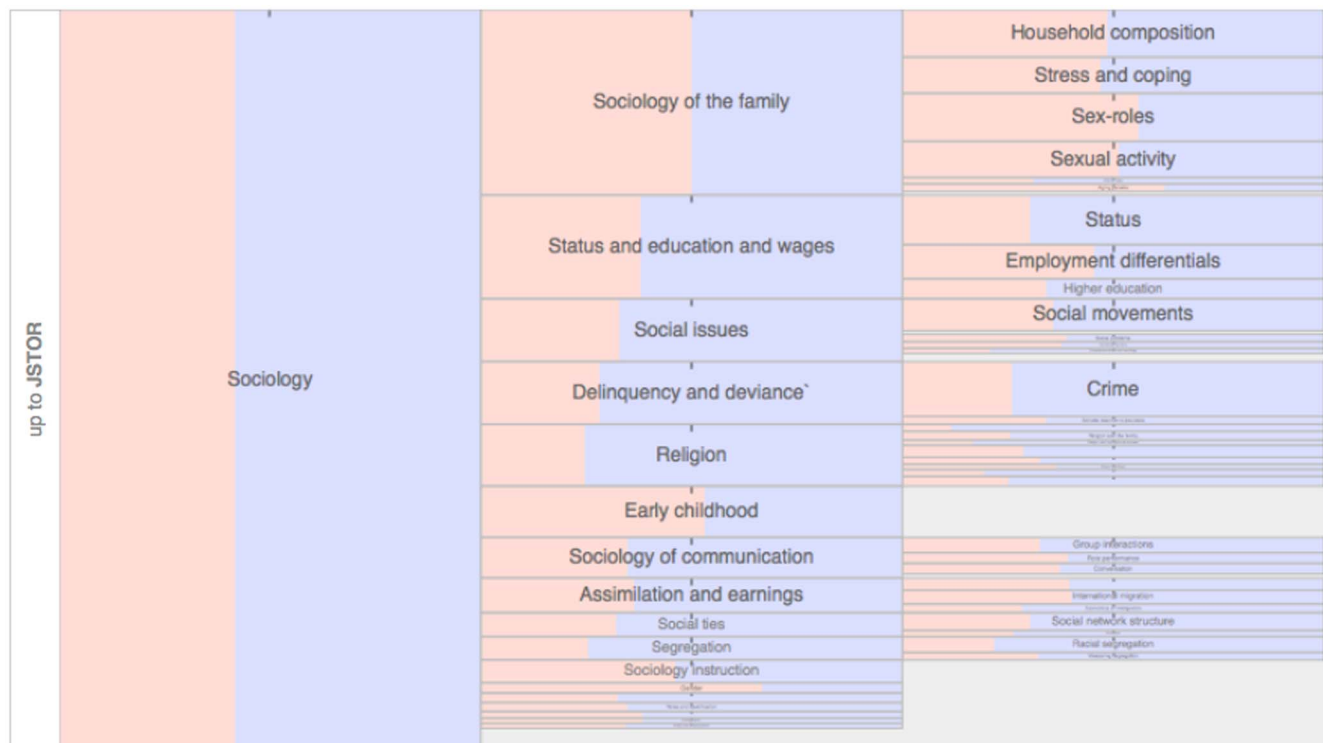 up to JSTOR
Sociology
Sociology of the family
Status and education and wages
Social issues
Delinquency and deviance`
Religion
Early childhood
Sociology of communication
Assimilation and earnings
Social ties
Segregation
Sociology instruction
Gender
Household composition
Stress and coping
Sex-roles
Sexual activity
Status
Employment differentials
Higher education
Social movements
Crime
Group interactions
Role performance
Conversation
International migration
Social network structure
Racial segregation